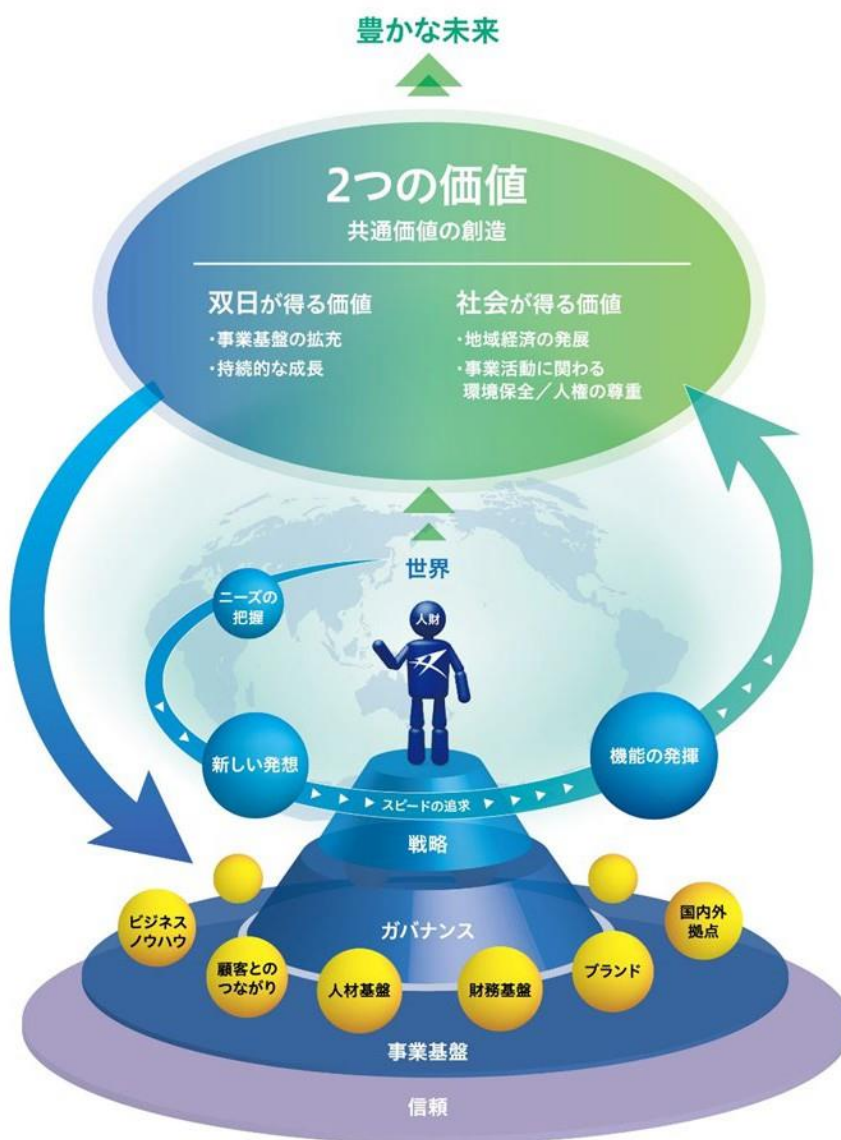 豊かな未来
2つの価値
共通価値の創造
双日が得る価値
・事業基盤の拡充
・持続的な成長
社会が得る価値
・地域経済の発展
・事業活動に関わる
環境保全／人権の尊重
世界
ニーズの
把握
人財
新しい発想
機能の発揮
スピードの追求
戦略
ガバナンス
ビジネス
ノウハウ
顧客との
つながり
人材基盤
財務基盤
ブランド
国内外
拠点
事業基盤
信頼